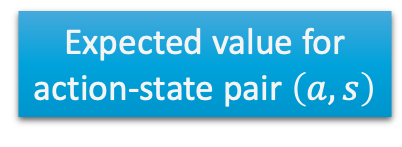 Expected value for
action-state pair (a, s)